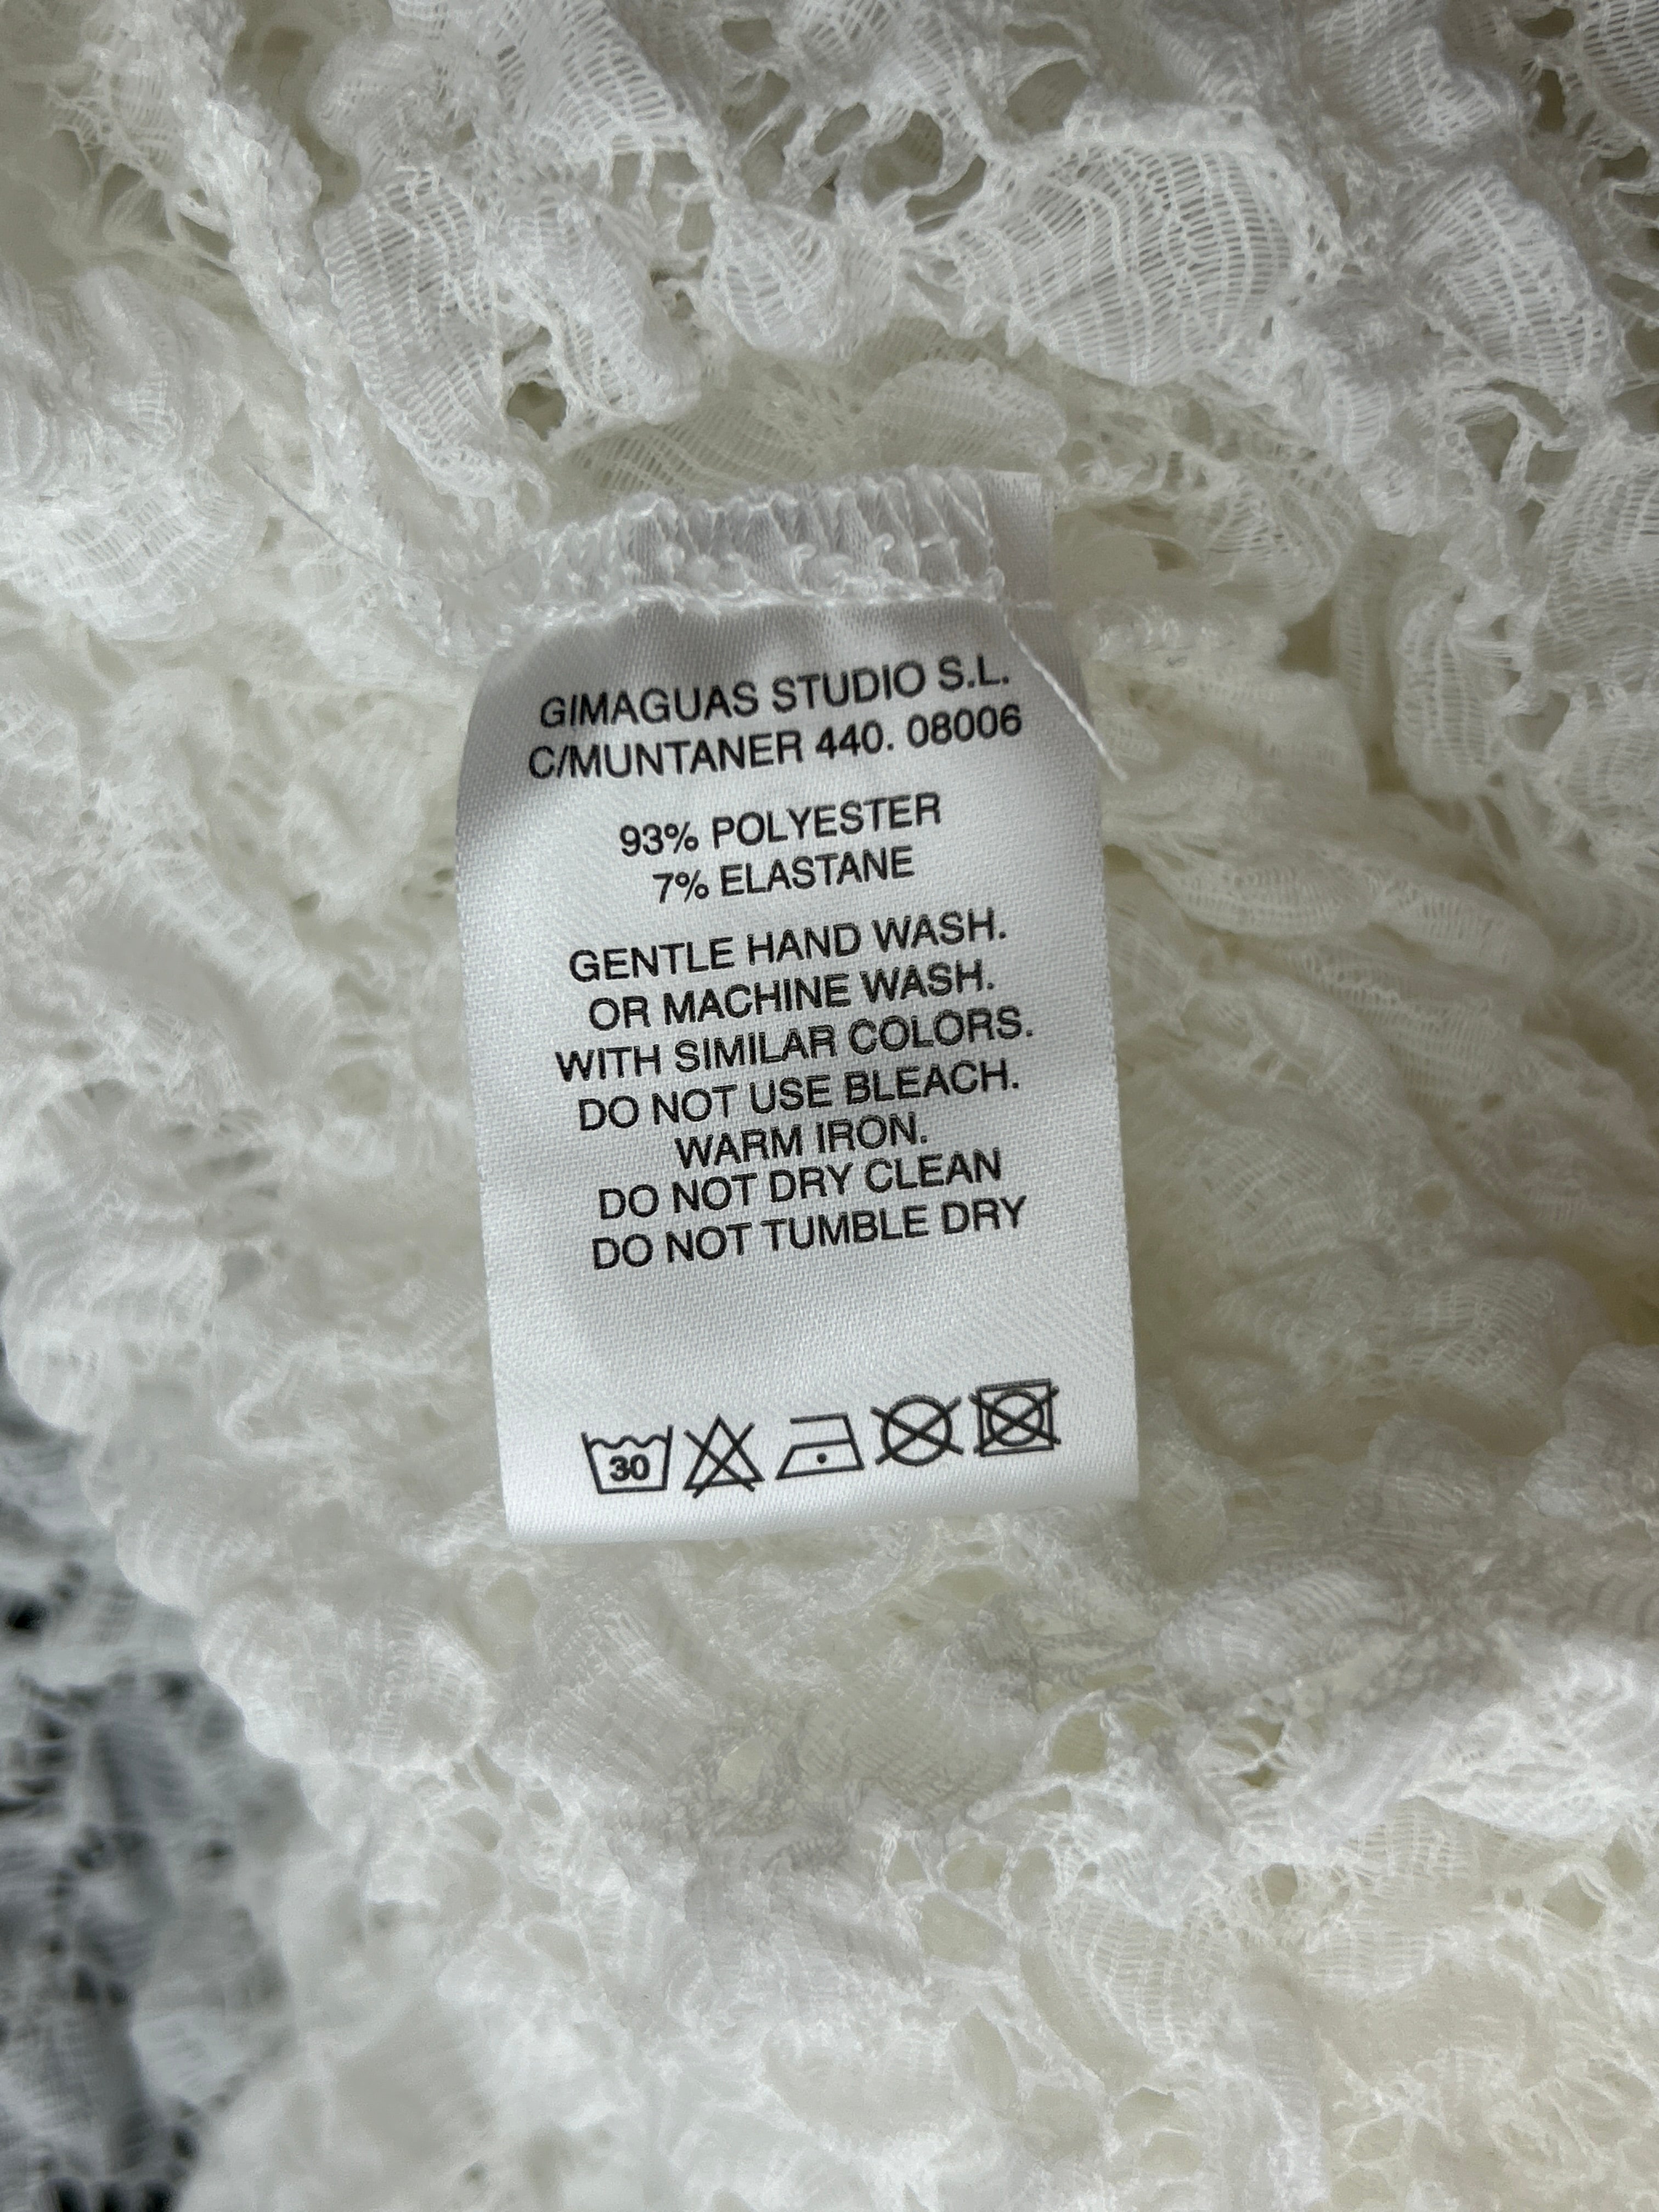 GIMAGUAS STUDIO S.L.
C/MUNTANER 440. 08006
93% POLYESTER
7% ELASTANE
GENTLE HAND WASH.
OR MACHINE WASH.
WITH SIMILAR COLORS.
DO NOT USE BLEACH.
WARM IRON.
DO NOT DRY CLEAN
DO NOT TUMBLE DRY
30